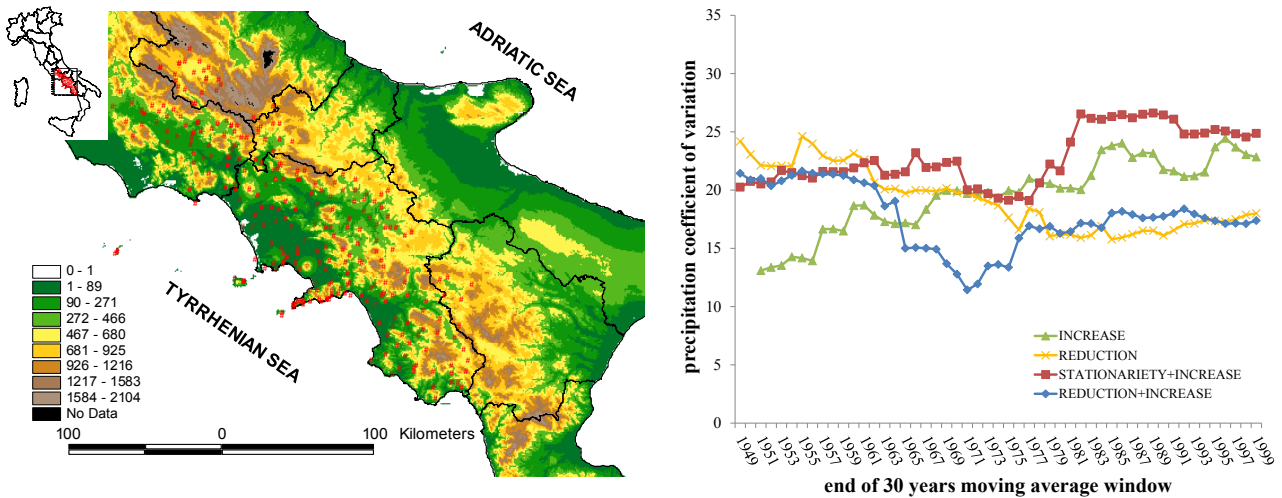 ADRIATIC SEA
TYRRHENIAN SEA
0 - 1
1 - 89
90 - 271
272 - 466
467 - 680
681 - 925
926 - 1216
1217 - 1583
1584 - 2104
No Data
100 0 100 Kilometers
precipitation coefficient of variation
35
30
25
20
15
10
5
0
INCREASE
REDUCTION
STATIONARIETY+INCREASE
REDUCTION+INCREASE
1949 1951 1953 1955 1957 1959 1961 1963 1965 1967 1969 1971 1973 1975 1977 1979 1981 1983 1985 1987 1989 1991 1993 1995 1997 1999
end of 30 years moving average window